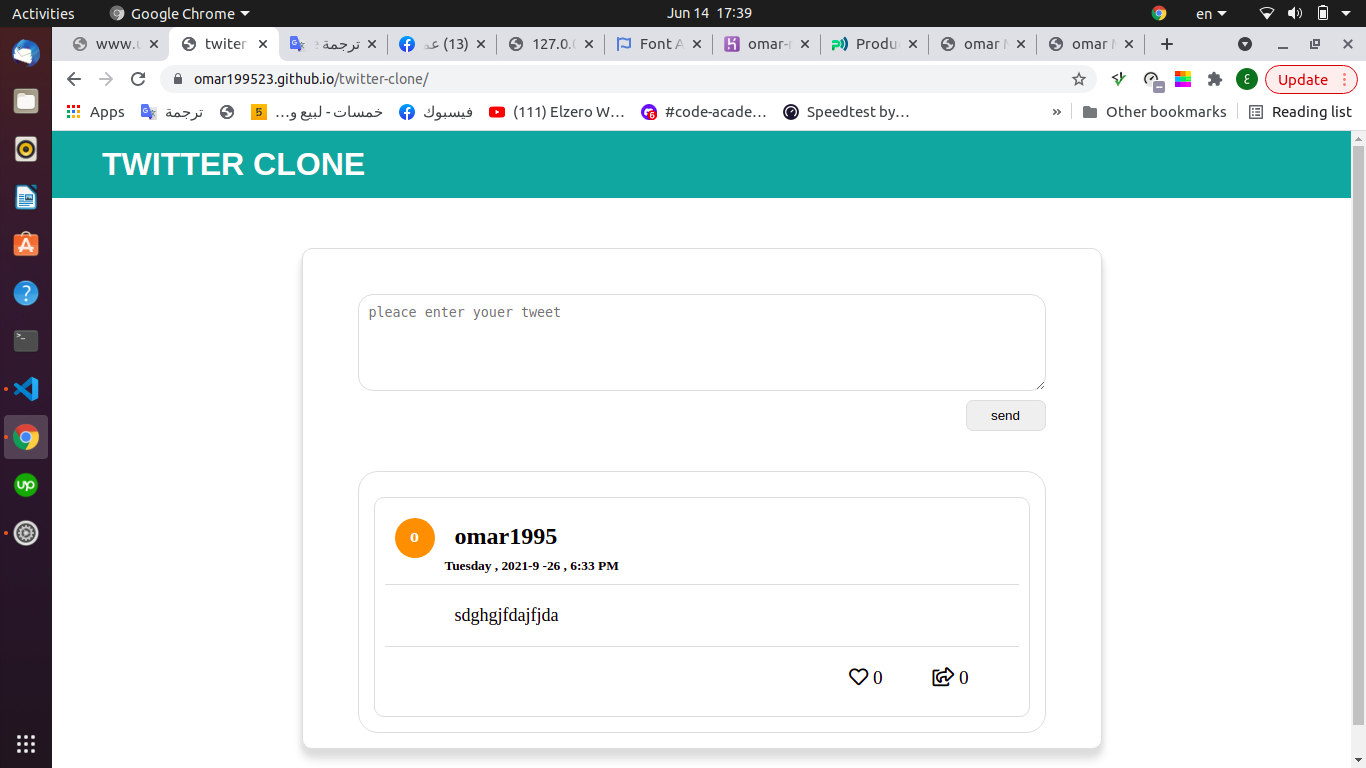 Activities Google Chrome Jun 14 17:39 en
www. twiter ترجمة (13) 127.0. Font omar- Produ omar omar
omar199523.github.io/twitter-clone/ ع Update
Apps ترجمة 5 خمسات - لبيع و... فيسبوك (111) Elzero W... #code-acade... Speedtest by... » Other bookmarks Reading list
TWITTER CLONE
pleace enter youer tweet
send
o omar1995
Tuesday , 2021-9 -26 , 6:33 PM
sdghgjfdajfjda
0 0
up